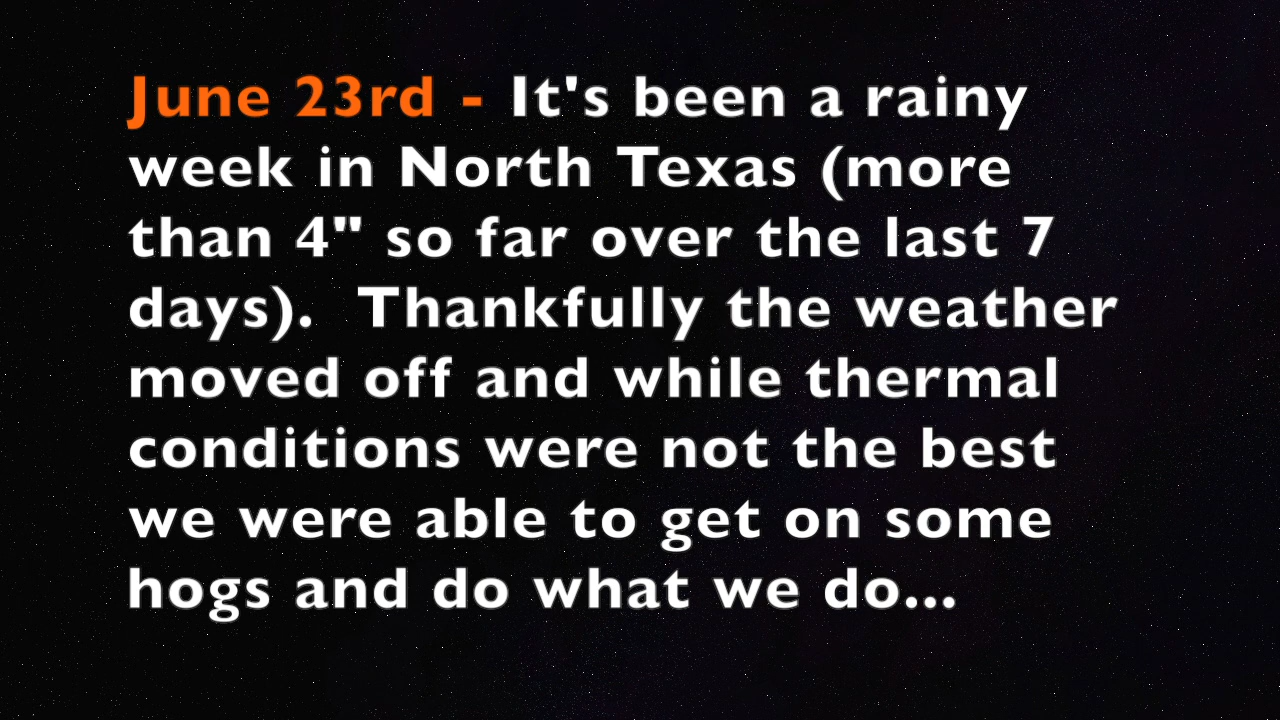 June 23rd - It's been a rainy
week in North Texas (more
than 4" so far over the last 7
days).  Thankfully the weather
moved off and while thermal
conditions were not the best
we were able to get on some
hogs and do what we do...